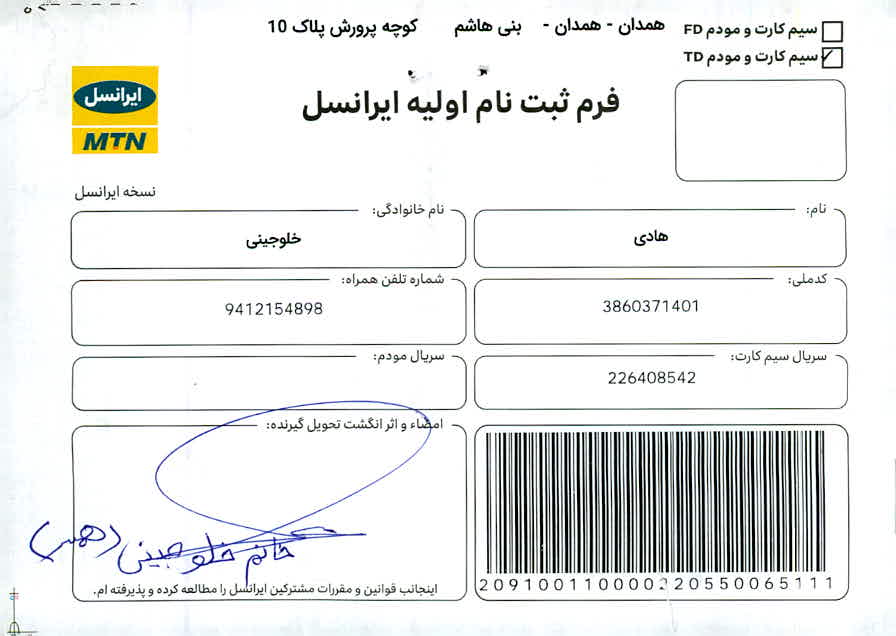 سیم کارت و مودم FD
سیم کارت و مودم TD
همدان - همدان - بنی هاشم کوچه پرورش پلاک 10
ایرانسل
MTN
فرم ثبت نام اولیه ایرانسل
نسخه ایرانسل
نام:
هادی
نام خانوادگی:
خلوجینی
کدملی:
3860371401
شماره تلفن همراه:
9412154898
سریال سیم کارت:
226408542
سریال مودم:
امضاء و اثر انگشت تحویل گیرنده:
خانم خلوجینی (همسر)
اینجانب قوانین و مقررات مشترکین ایرانسل را مطالعه کرده و پذیرفته ام.
209100110000220550065111